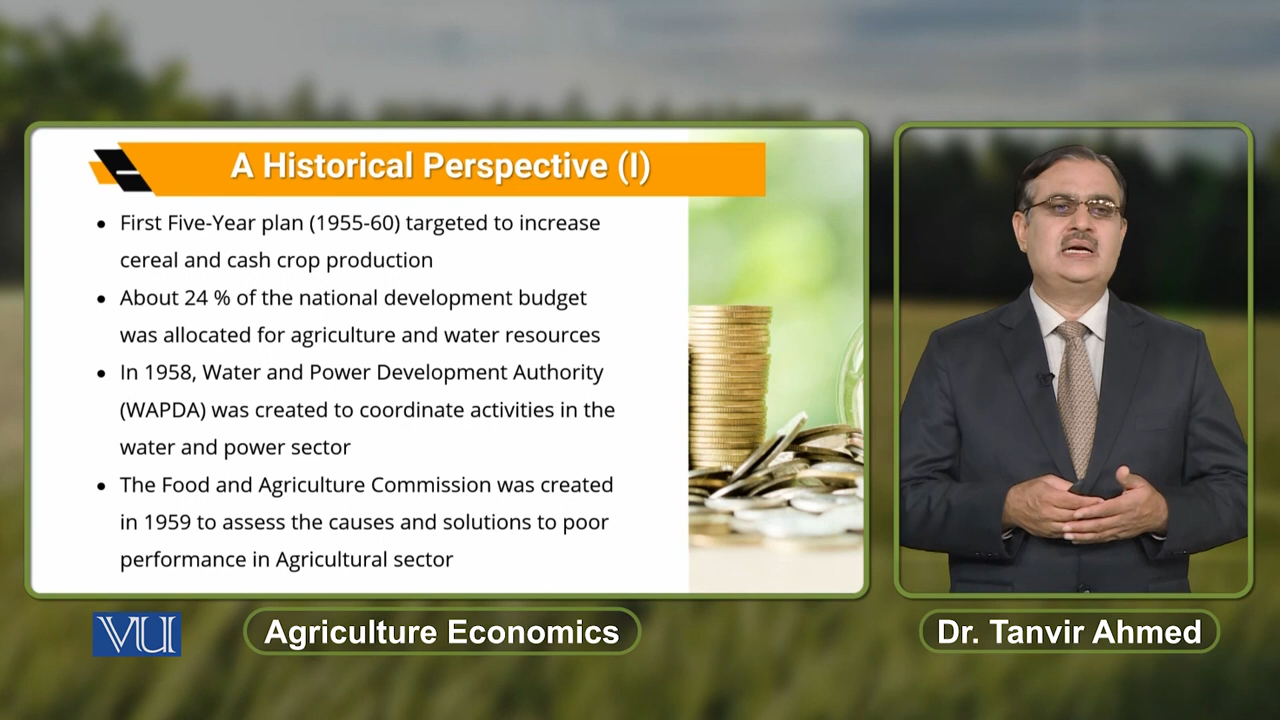 A Historical Perspective (I)
• First Five-Year plan (1955-60) targeted to increase
cereal and cash crop production
• About 24 % of the national development budget
was allocated for agriculture and water resources
• In 1958, Water and Power Development Authority
(WAPDA) was created to coordinate activities in the
water and power sector
• The Food and Agriculture Commission was created
in 1959 to assess the causes and solutions to poor
performance in Agricultural sector
VU
Agriculture Economics
Dr. Tanvir Ahmed